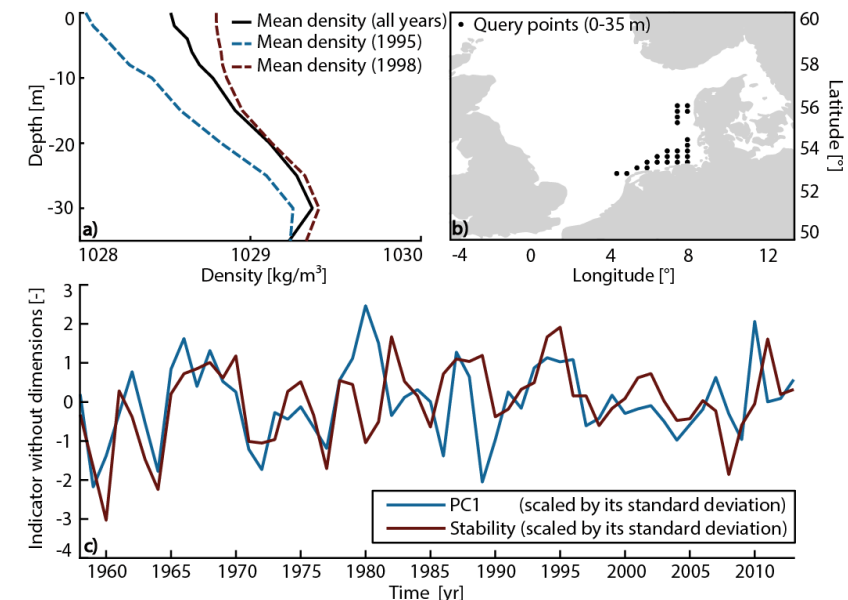 0
-10
-20
-30
Depth [m]
Mean density (all years)
Mean density (1995)
Mean density (1998)
a)
1028
1029
1030
Density [kg/m³]
Query points (0-35 m)
b)
60
58
56
54
52
50
Latitude [°]
-4
0
4
8
12
Longitude [°]
3
2
1
0
-1
-2
-3
-4
Indicator without dimensions [-]
PC1 (scaled by its standard deviation)
Stability (scaled by its standard deviation)
c)
1960
1965
1970
1975
1980
1985
1990
1995
2000
2005
2010
Time [yr]